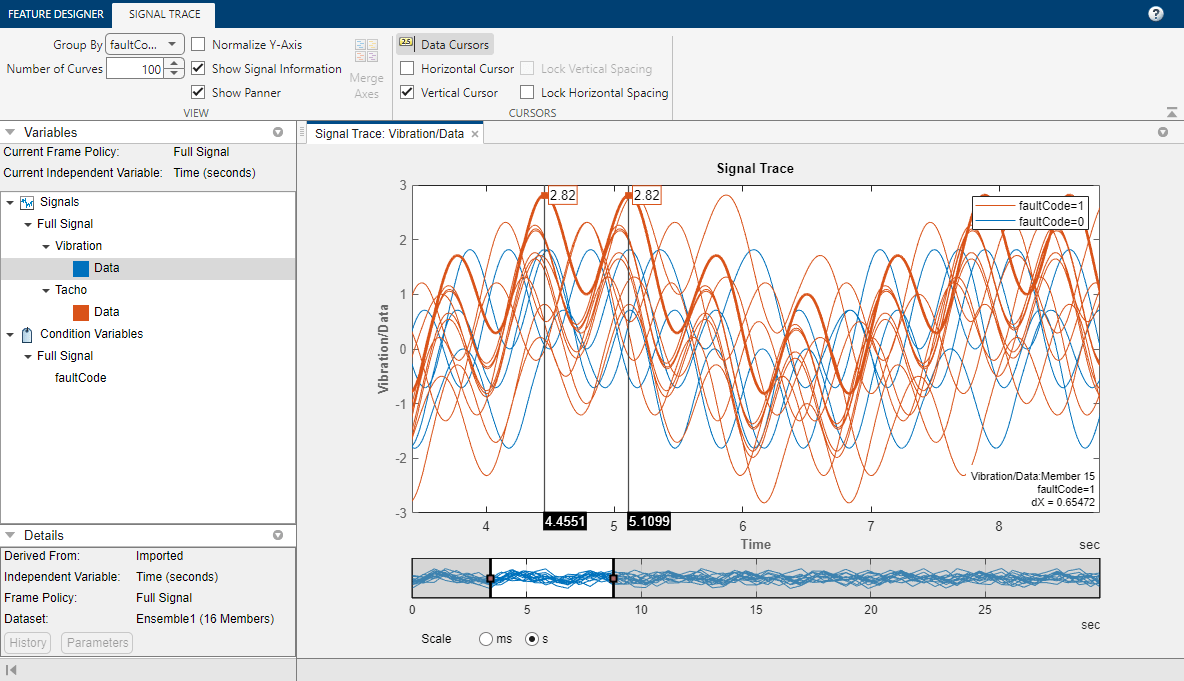 FEATURE DESIGNER SIGNAL TRACE ?
Group By faultCo... Normalize Y-Axis
Number of Curves 100 Show Signal Information
Show Panner
Merge
Axes
VIEW
2.5 Data Cursors
Horizontal Cursor Lock Vertical Spacing
Vertical Cursor Lock Horizontal Spacing
CURSORS
Variables
Current Frame Policy: Full Signal
Current Independent Variable: Time (seconds)
Signals
Full Signal
Vibration
Data
Tacho
Data
Condition Variables
Full Signal
faultCode
Details
Derived From: Imported
Independent Variable: Time (seconds)
Frame Policy: Full Signal
Dataset: Ensemble1 (16 Members)
History Parameters
Signal Trace: Vibration/Data ×
Signal Trace
Vibration/Data
3
2
1
0
-1
-2
-3
2.82 2.82
faultCode=1
faultCode=0
Vibration/Data:Member 15
faultCode=1
dX = 0.65472
4 4.4551 5 5.1099 6 7 8
Time sec
0 5 10 15 20 25
sec
Scale ms s